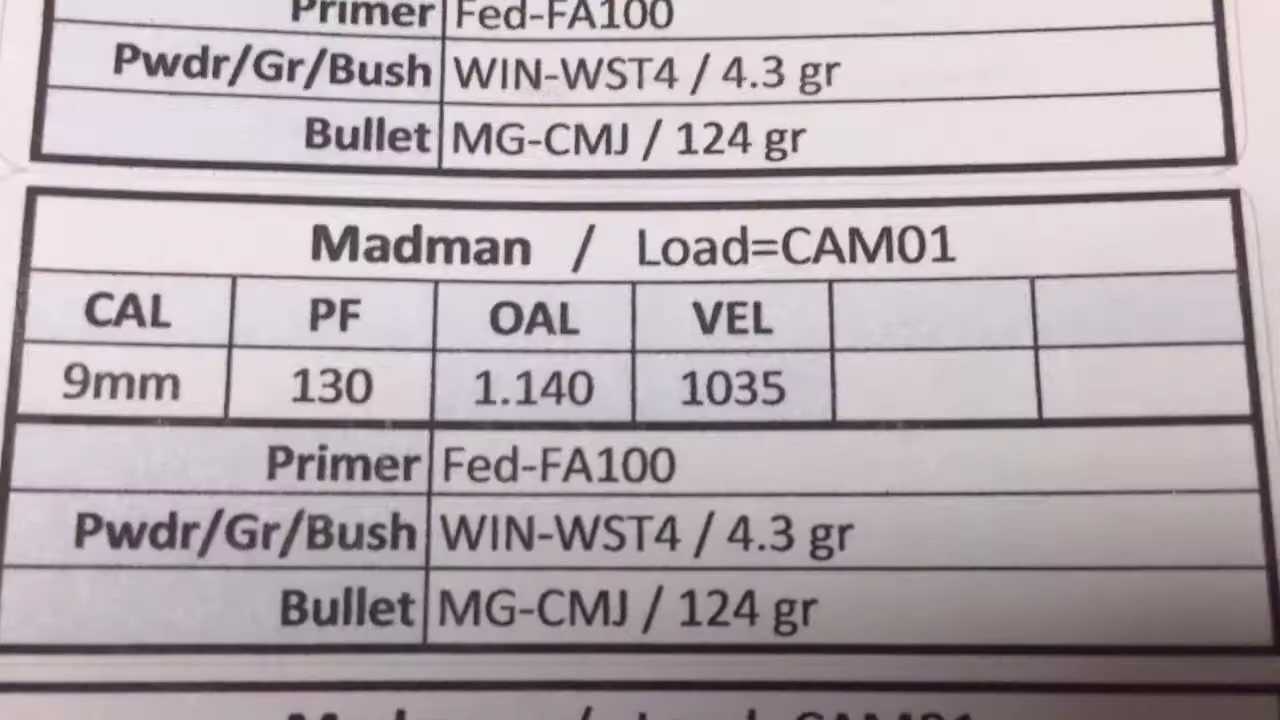 Primer Fed-FA100
Pwdr/Gr/Bush WIN-WST4 / 4.3 gr
Bullet MG-CMJ / 124 gr
Madman / Load=CAM01
CAL PF OAL VEL
9mm 130 1.140 1035
Primer Fed-FA100
Pwdr/Gr/Bush WIN-WST4 / 4.3 gr
Bullet MG-CMJ / 124 gr